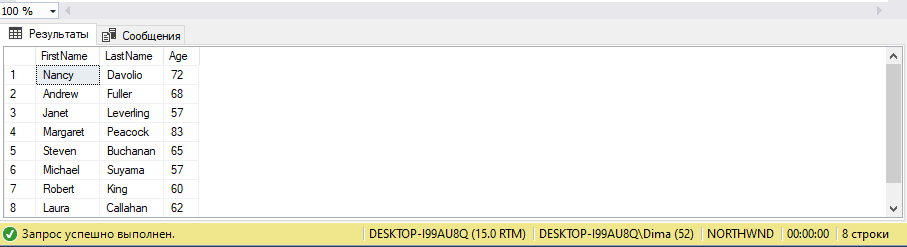 100 %
Результаты Сообщения
FirstName LastName Age
1 Nancy Davolio 72
2 Andrew Fuller 68
3 Janet Leverling 57
4 Margaret Peacock 83
5 Steven Buchanan 65
6 Michael Suyama 57
7 Robert King 60
8 Laura Callahan 62
Запрос успешно выполнен. DESKTOP-I99AU8Q (15.0 RTM) DESKTOP-I99AU8Q\Dima (52) NORTHWND 00:00:00 8 строки